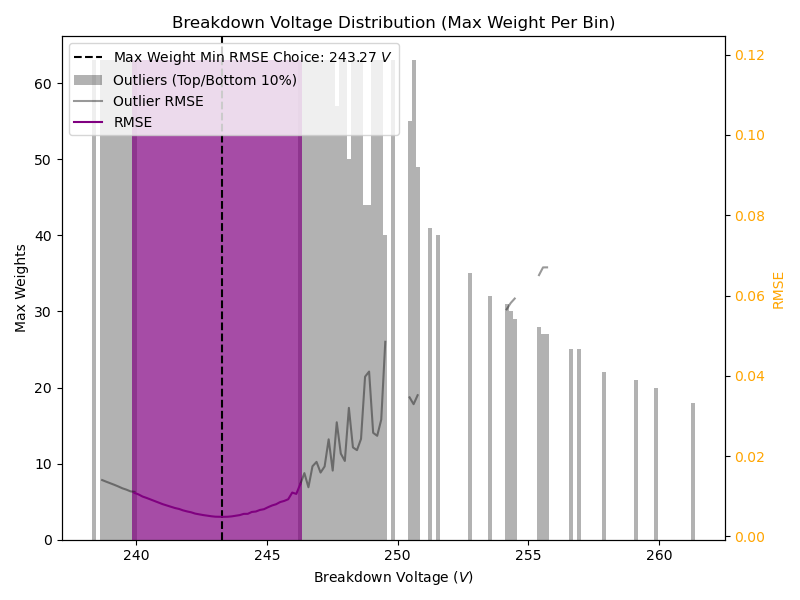 Breakdown Voltage Distribution (Max Weight Per Bin)
Max Weight Min RMSE Choice: 243.27 V
Outliers (Top/Bottom 10%)
Outlier RMSE
RMSE
Max Weights
60
50
40
30
20
10
0
0.12
0.10
0.08
0.06
0.04
0.02
0.00
RMSE
240 245 250 255 260
Breakdown Voltage (V)